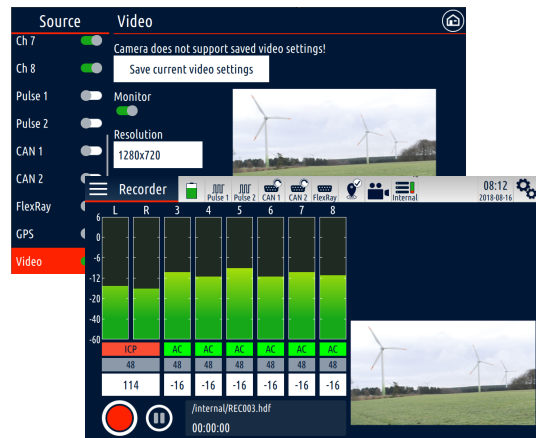 Source
Video
Ch 7
Ch 8
Pulse 1
Pulse 2
CAN 1
CAN 2
FlexRay
GPS
Video
Camera does not support saved video settings!
Save current video settings
Monitor
Resolution
1280x720
Recorder
Pulse 1 Pulse 2 CAN 1 CAN 2 FlexRay Internal
08:12
2018-08-16
L R 3 4 5 6 7 8
6
0
-6
-12
-20
-40
-60
ICP AC AC AC AC AC AC
48 48 48 48 48 48 48
114 -16 -16 -16 -16 -16 -16
/internal/REC003.hdf
00:00:00